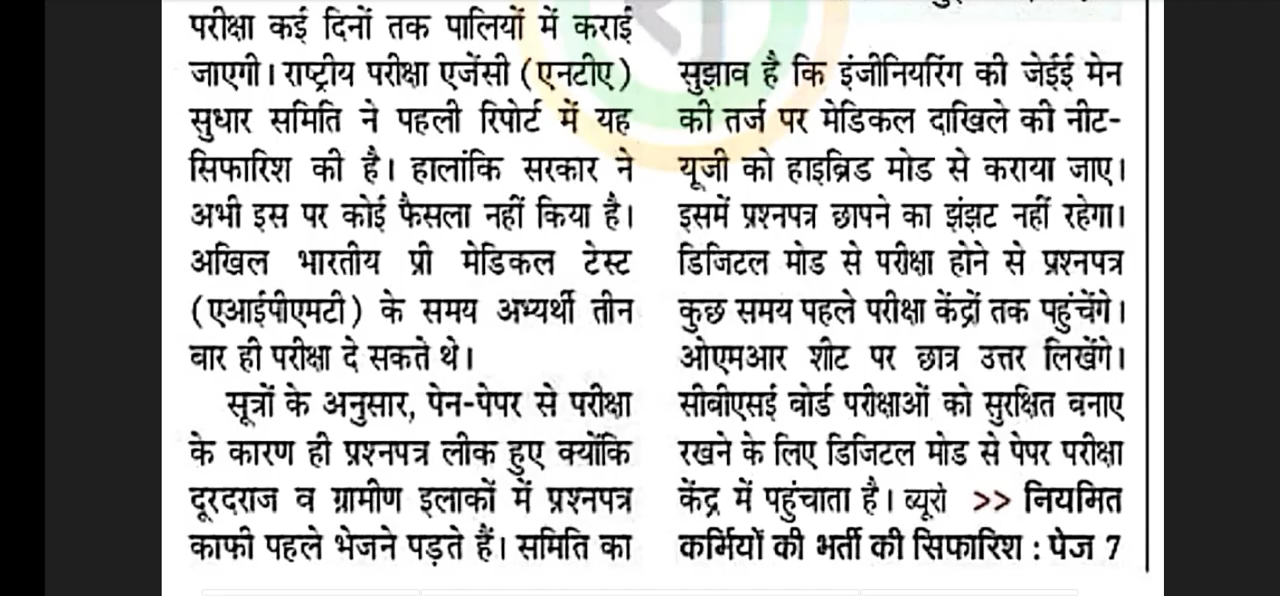 परीक्षा कई दिनों तक पालियों में कराई
जाएगी। राष्ट्रीय परीक्षा एजेंसी (एनटीए)
सुधार समिति ने पहली रिपोर्ट में यह
सिफारिश की है। हालांकि सरकार ने
अभी इस पर कोई फैसला नहीं किया है।
अखिल भारतीय प्री मेडिकल टेस्ट
(एआईपीएमटी) के समय अभ्यर्थी तीन
बार ही परीक्षा दे सकते थे।
सूत्रों के अनुसार, पेन-पेपर से परीक्षा
के कारण ही प्रश्नपत्र लीक हुए क्योंकि
दूरदराज व ग्रामीण इलाकों में प्रश्नपत्र
काफी पहले भेजने पड़ते हैं। समिति का
सुझाव है कि इंजीनियरिंग की जेईई मेन
की तर्ज पर मेडिकल दाखिले की नीट-
यूजी को हाइब्रिड मोड से कराया जाए।
इसमें प्रश्नपत्र छापने का झंझट नहीं रहेगा।
डिजिटल मोड से परीक्षा होने से प्रश्नपत्र
कुछ समय पहले परीक्षा केंद्रों तक पहुंचेंगे।
ओएमआर शीट पर छात्र उत्तर लिखेंगे।
सीबीएसई बोर्ड परीक्षाओं को सुरक्षित बनाए
रखने के लिए डिजिटल मोड से पेपर परीक्षा
केंद्र में पहुंचाता है। ब्यूरो >> नियमित
कर्मियों की भर्ती की सिफारिश : पेज 7